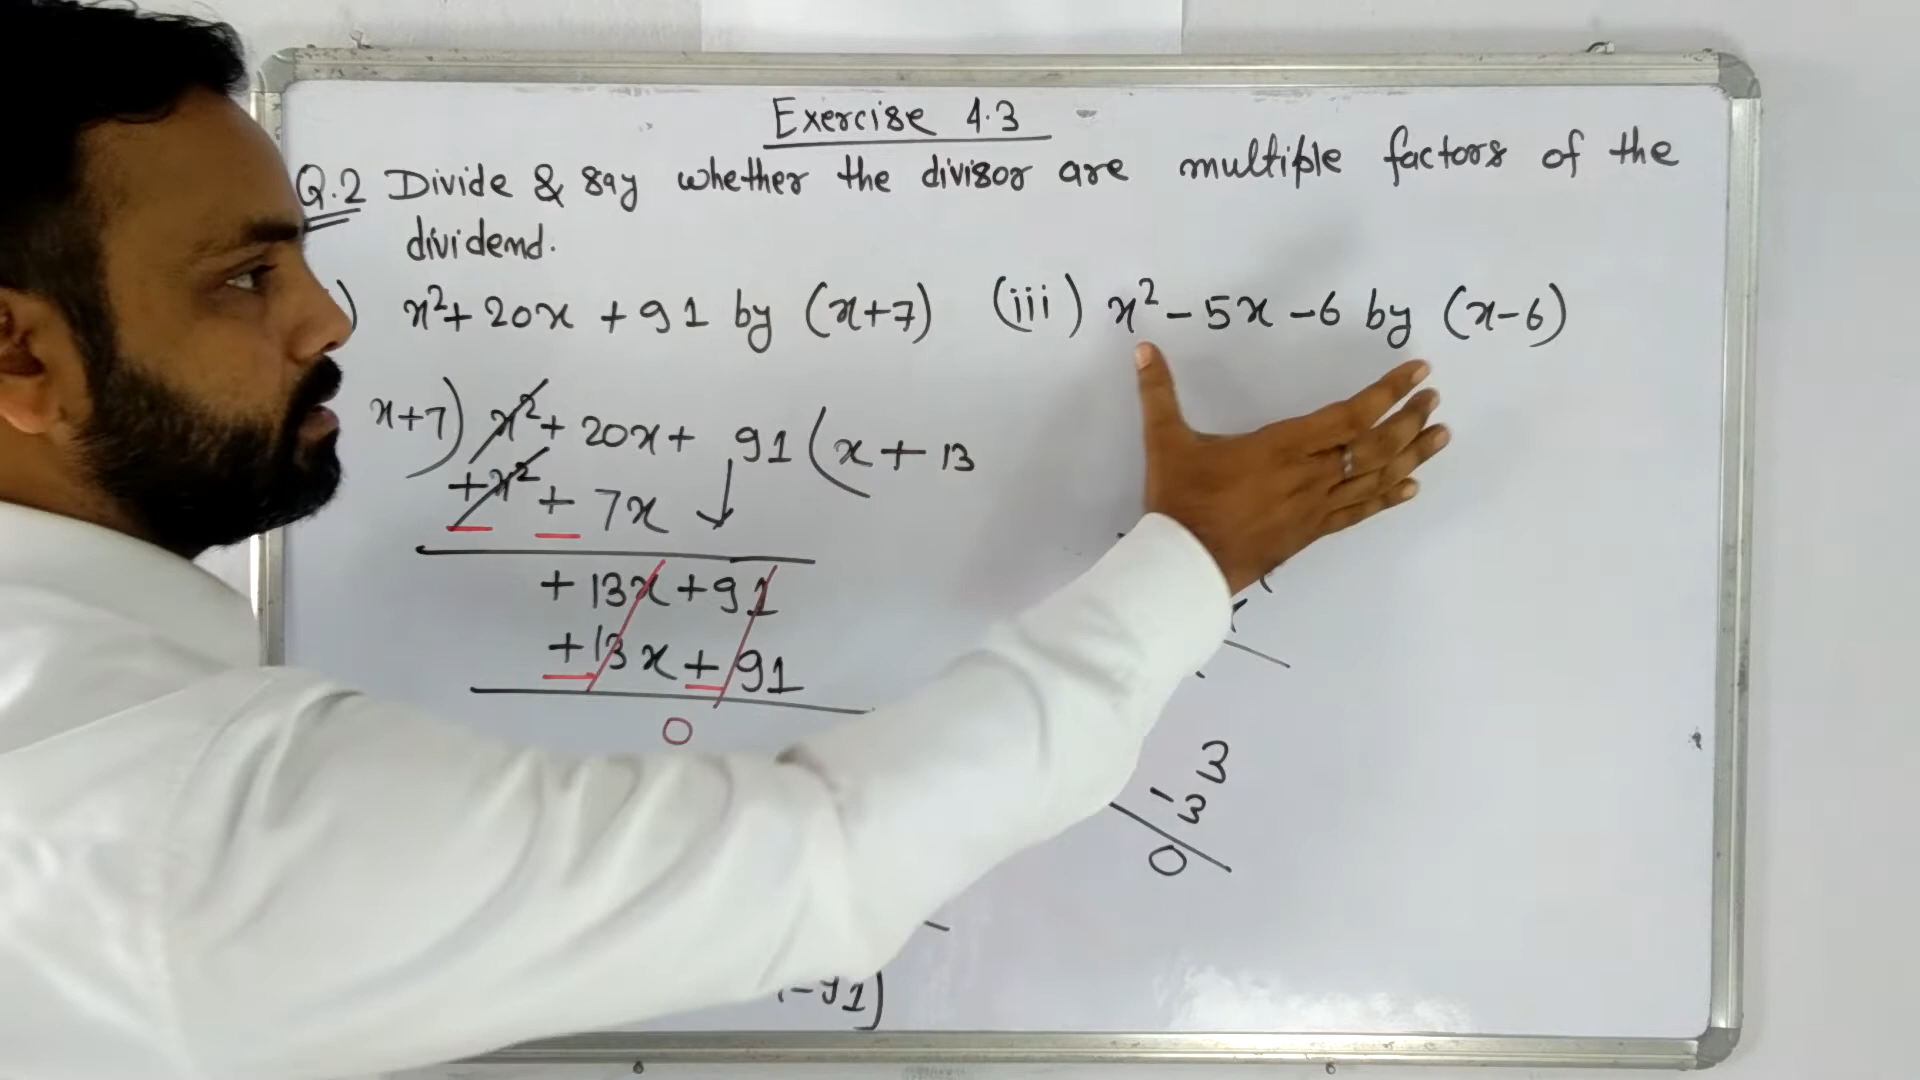 Exercise 4.3
Q.2 Divide & say whether the divisor are multiple factors of the
dividend.
) x²+ 20x + 91 by (x+7) (iii) x² - 5x - 6 by (x-6)
x+7) x²+ 20x + 91 (x + 13
+x² + 7x
+ 13x + 91
+13x + 91
0
3
- 3
0
-91)